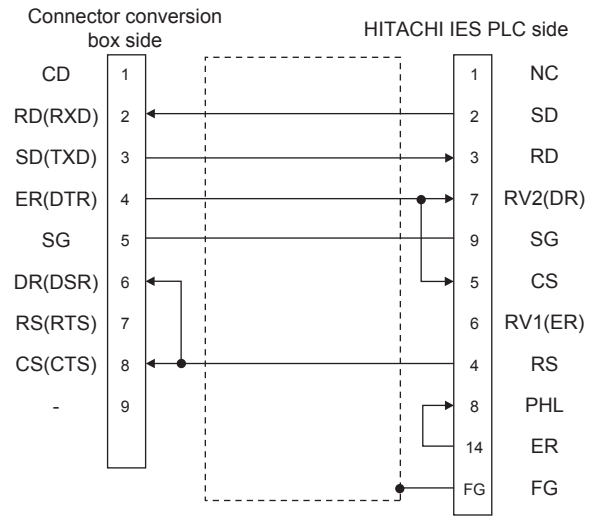 Connector conversion
box side
HITACHI IES PLC side
CD 1 1 NC
RD(RXD) 2 2 SD
SD(TXD) 3 3 RD
ER(DTR) 4 7 RV2(DR)
SG 5 9 SG
DR(DSR) 6 5 CS
RS(RTS) 7 6 RV1(ER)
CS(CTS) 8 4 RS
- 9 8 PHL
14 ER
FG FG